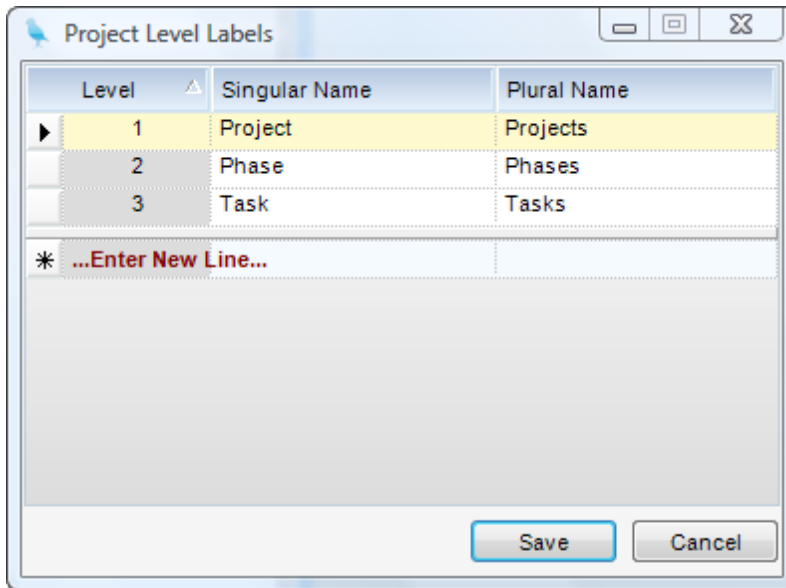 Project Level Labels
Level Singular Name Plural Name
1 Project Projects
2 Phase Phases
3 Task Tasks
...Enter New Line...
Save Cancel